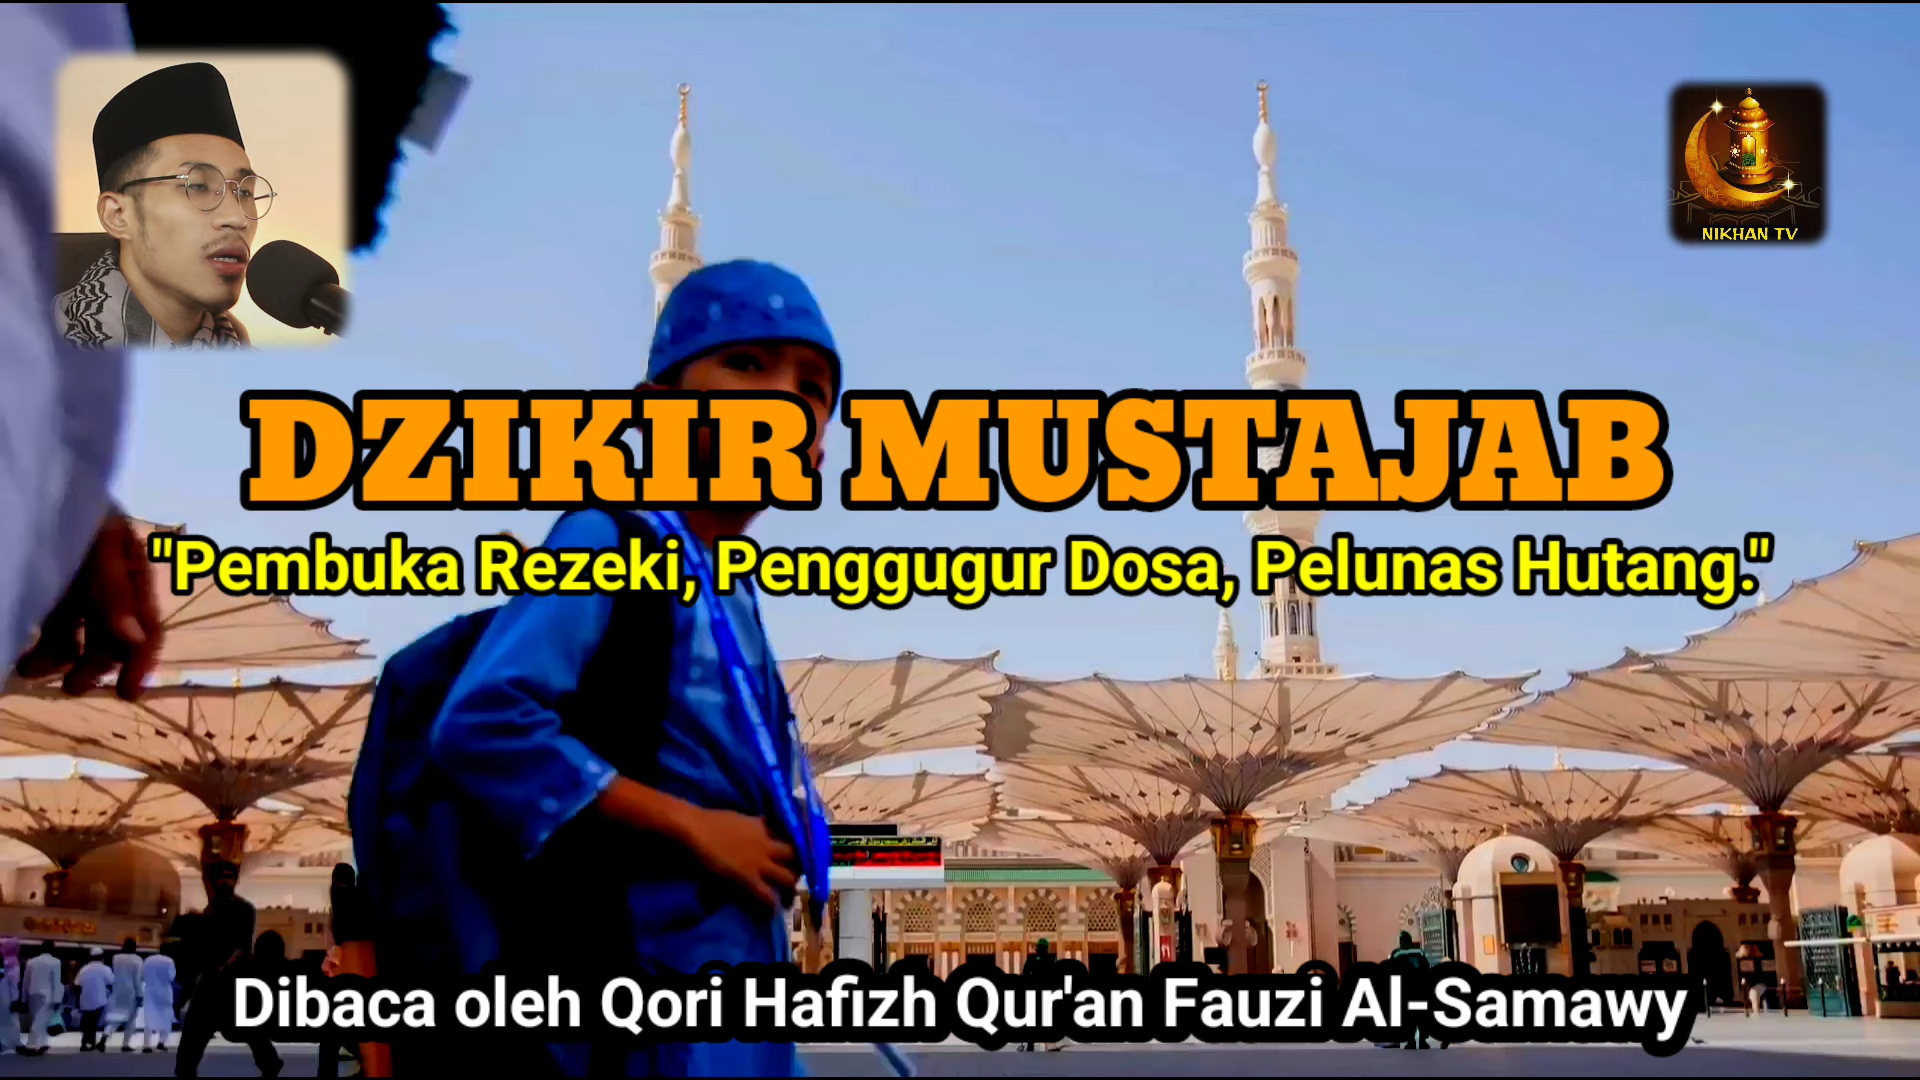 NIKHAN TV
DZIKIR MUSTAJAB
"Pembuka Rezeki, Penggugur Dosa, Pelunas Hutang."
Dibaca oleh Qori Hafizh Qur'an Fauzi Al-Samawy